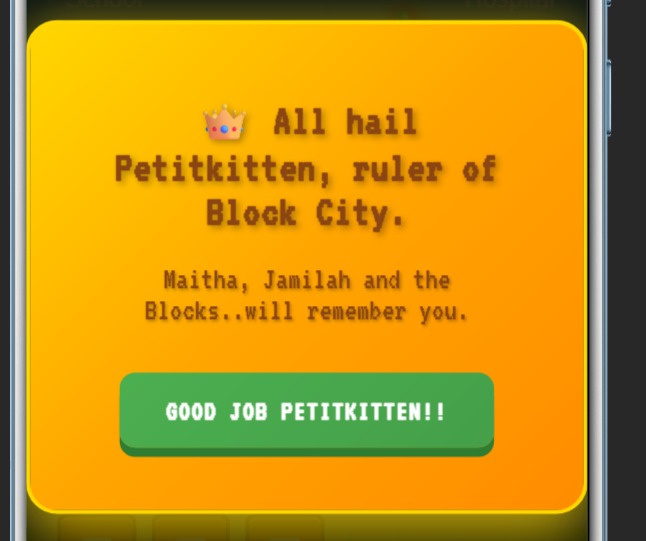 All hail
Petitkitten, ruler of
Block City.
Maitha, Jamilah and the
Blocks..will remember you.
GOOD JOB PETITKITTEN!!